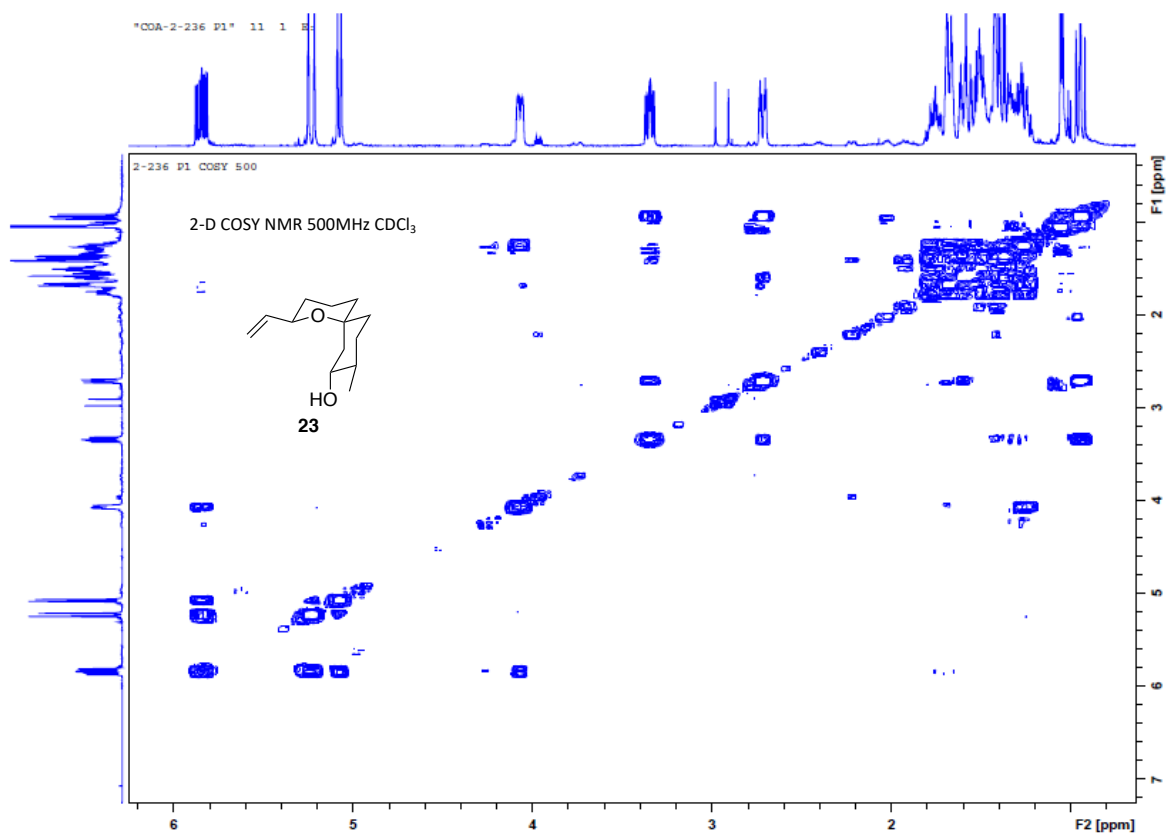 "COA-2-236 P1" 11 1
2-236 P1 COSY 500
2-D COSY NMR 500MHz CDCl₃
O
HO
23
F1 [ppm]
2
3
4
5
6
7
6 5 4 3 2 F2 [ppm]